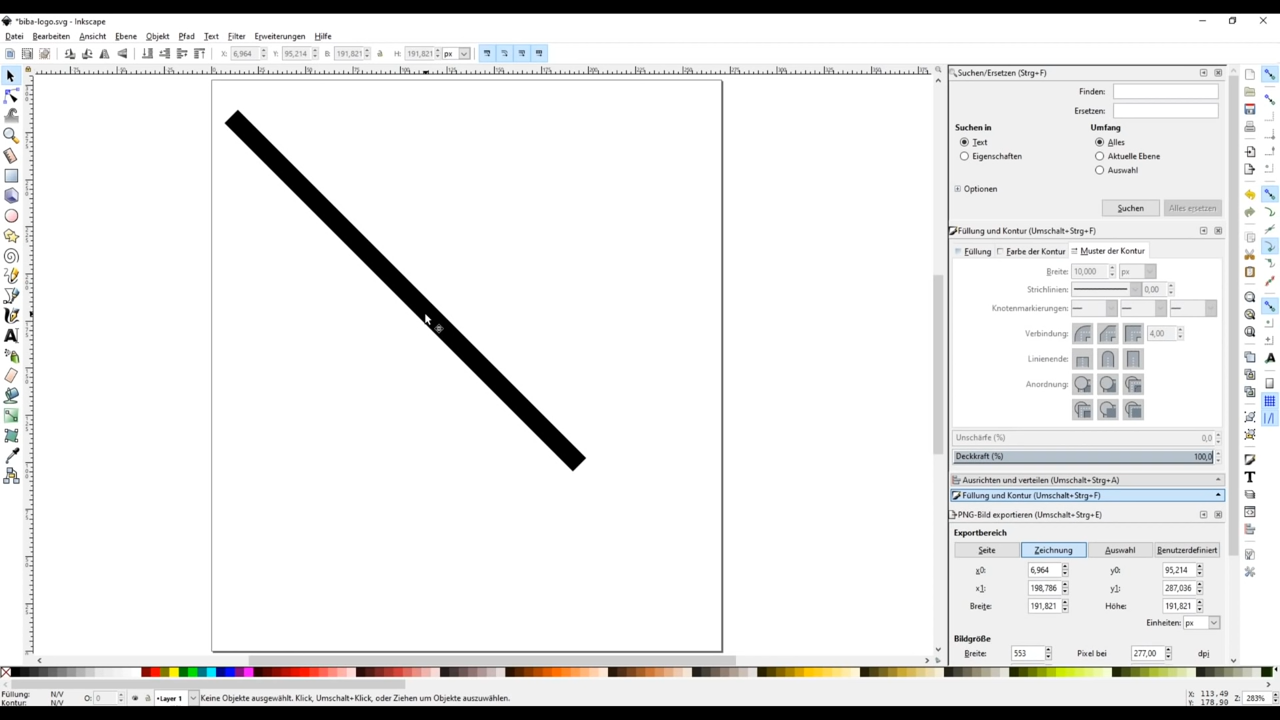 *biba-logo.svg - Inkscape
Datei Bearbeiten Ansicht Ebene Objekt Pfad Text Filter Erweiterungen Hilfe
X: 6,964 Y: 95,214 B: 191,821 H: 191,821 px
Suchen/Ersetzen (Strg+F)
Finden:
Ersetzen:
Suchen in Umfang
Text Alles
Eigenschaften Aktuelle Ebene
Auswahl
Optionen
Suchen Alles ersetzen
Füllung und Kontur (Umschalt+Strg+F)
Füllung Farbe der Kontur Muster der Kontur
Breite: 10,000 px
Strichlinien: 0,00
Knotenmarkierungen:
Verbindung: 4,00
Linienende:
Anordnung:
Unschärfe (%) 0,0
Deckkraft (%) 100,0
Ausrichten und verteilen (Umschalt+Strg+A)
Füllung und Kontur (Umschalt+Strg+F)
PNG-Bild exportieren (Umschalt+Strg+E)
Exportbereich
Seite Zeichnung Auswahl Benutzerdefiniert
x0: 6,964 y0: 95,214
x1: 198,786 y1: 287,036
Breite: 191,821 Höhe: 191,821
Einheiten: px
Bildgröße
Breite: 553 Pixel bei 277,00 dpi
Füllung: N/V O: 0 Layer 1 Keine Objekte ausgewählt. Klick, Umschalt+Klick, oder Ziehen um Objekte auszuwählen. X: 113,49 Z: 283%
Kontur: N/V Y: 178,90